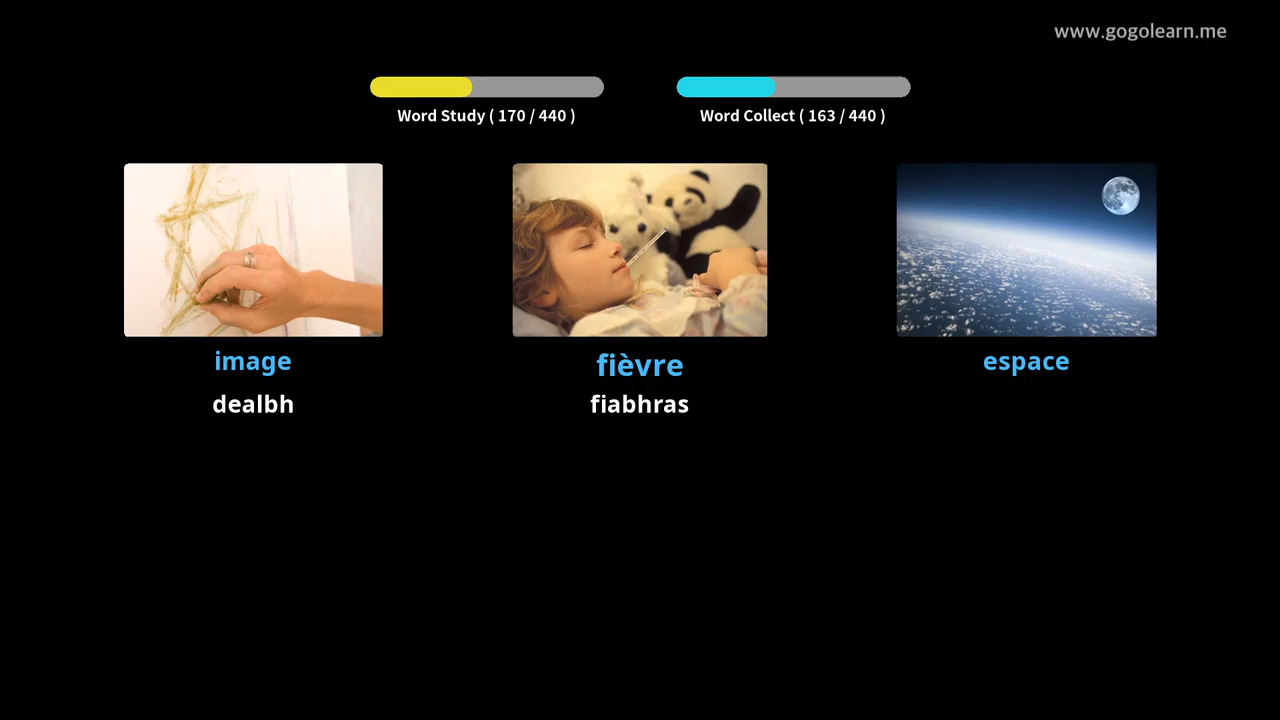 www.gogolearn.me
Word Study ( 170 / 440 )
Word Collect ( 163 / 440 )
image
fièvre
espace
dealbh
fiabhras